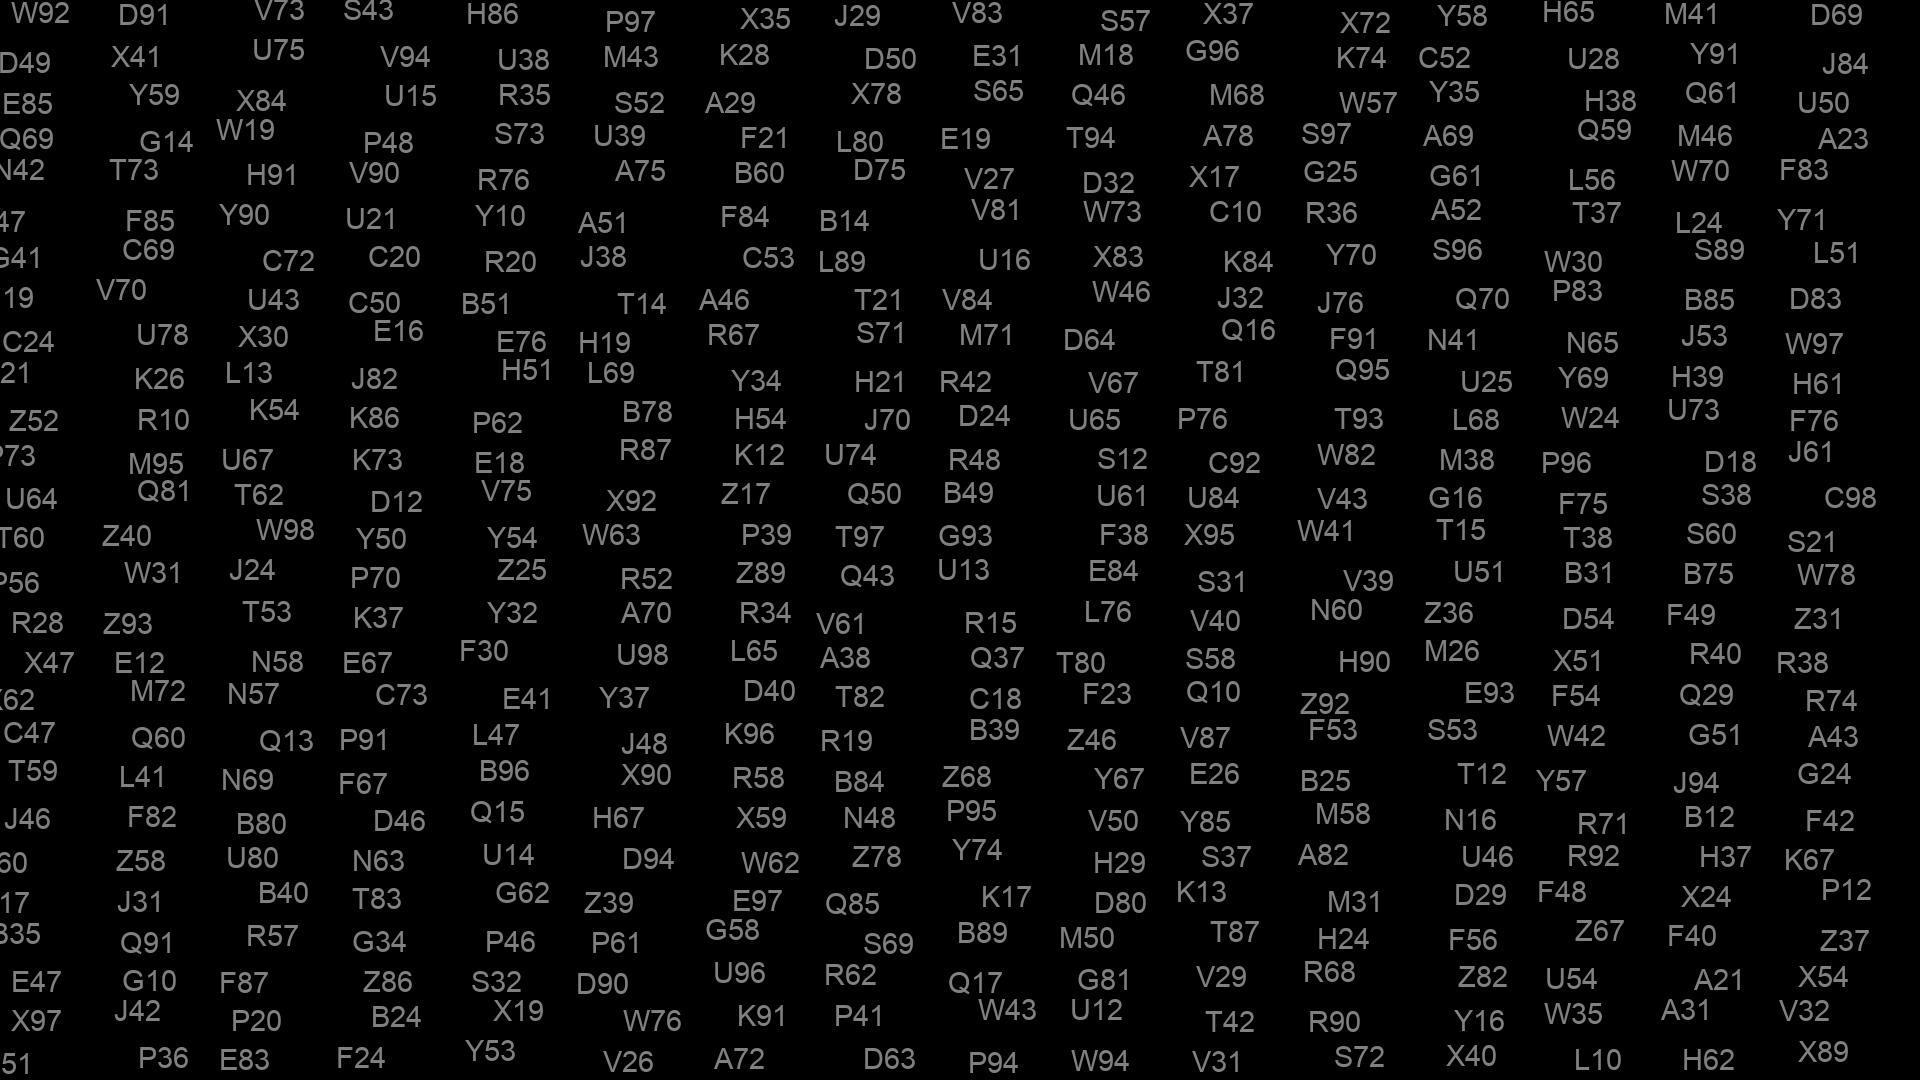 W92 D91 V73 S43 H86 P97 X35 J29 V83 S57 X37 X72 Y58 H65 M41 D69
D49 X41 U75 V94 U38 M43 K28 D50 E31 M18 G96 K74 C52 U28 Y91 J84
E85 Y59 X84 U15 R35 S52 A29 X78 S65 Q46 M68 W57 Y35 H38 Q61 U50
Q69 G14 W19 P48 S73 U39 F21 L80 E19 T94 A78 S97 A69 Q59 M46 A23
N42 T73 H91 V90 R76 A75 B60 D75 V27 D32 X17 G25 G61 L56 W70 F83
47 F85 Y90 U21 Y10 A51 F84 B14 V81 W73 C10 R36 A52 T37 L24 Y71
G41 C69 C72 C20 R20 J38 C53 L89 U16 X83 K84 Y70 S96 W30 S89 L51
19 V70 U43 C50 B51 T14 A46 T21 V84 W46 J32 J76 Q70 P83 B85 D83
C24 U78 X30 E16 E76 H19 R67 S71 M71 D64 Q16 F91 N41 N65 J53 W97
21 K26 L13 J82 H51 L69 Y34 H21 R42 V67 T81 Q95 U25 Y69 H39 H61
Z52 R10 K54 K86 P62 B78 H54 J70 D24 U65 P76 T93 L68 W24 U73 F76
P73 M95 U67 K73 E18 R87 K12 U74 R48 S12 C92 W82 M38 P96 D18 J61
U64 Q81 T62 D12 V75 X92 Z17 Q50 B49 U61 U84 V43 G16 F75 S38 C98
T60 Z40 W98 Y50 Y54 W63 P39 T97 G93 F38 X95 W41 T15 T38 S60 S21
P56 W31 J24 P70 Z25 R52 Z89 Q43 U13 E84 S31 V39 U51 B31 B75 W78
R28 Z93 T53 K37 Y32 A70 R34 V61 R15 L76 V40 N60 Z36 D54 F49 Z31
X47 E12 N58 E67 F30 U98 L65 A38 Q37 T80 S58 H90 M26 X51 R40 R38
62 M72 N57 C73 E41 Y37 D40 T82 C18 F23 Q10 Z92 E93 F54 Q29 R74
C47 Q60 Q13 P91 L47 J48 K96 R19 B39 Z46 V87 F53 S53 W42 G51 A43
T59 L41 N69 F67 B96 X90 R58 B84 Z68 Y67 E26 B25 T12 Y57 J94 G24
J46 F82 B80 D46 Q15 H67 X59 N48 P95 V50 Y85 M58 N16 R71 B12 F42
60 Z58 U80 N63 U14 D94 W62 Z78 Y74 H29 S37 A82 U46 R92 H37 K67
17 J31 B40 T83 G62 Z39 E97 Q85 K17 D80 K13 M31 D29 F48 X24 P12
B35 Q91 R57 G34 P46 P61 G58 S69 B89 M50 T87 H24 F56 Z67 F40 Z37
E47 G10 F87 Z86 S32 D90 U96 R62 Q17 G81 V29 R68 Z82 U54 A21 X54
X97 J42 P20 B24 X19 W76 K91 P41 W43 U12 T42 R90 Y16 W35 A31 V32
51 P36 E83 F24 Y53 V26 A72 D63 P94 W94 V31 S72 X40 L10 H62 X89